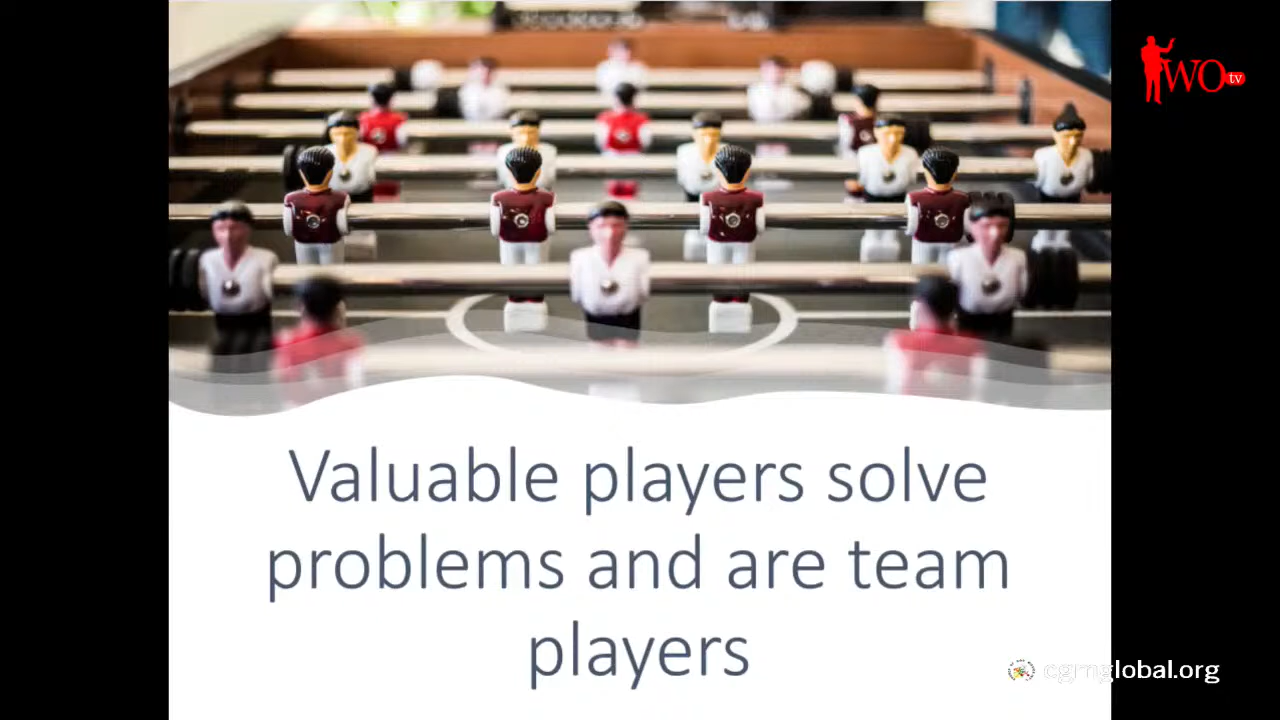 WO tv
Valuable players solve
problems and are team
players
cgmglobal.org